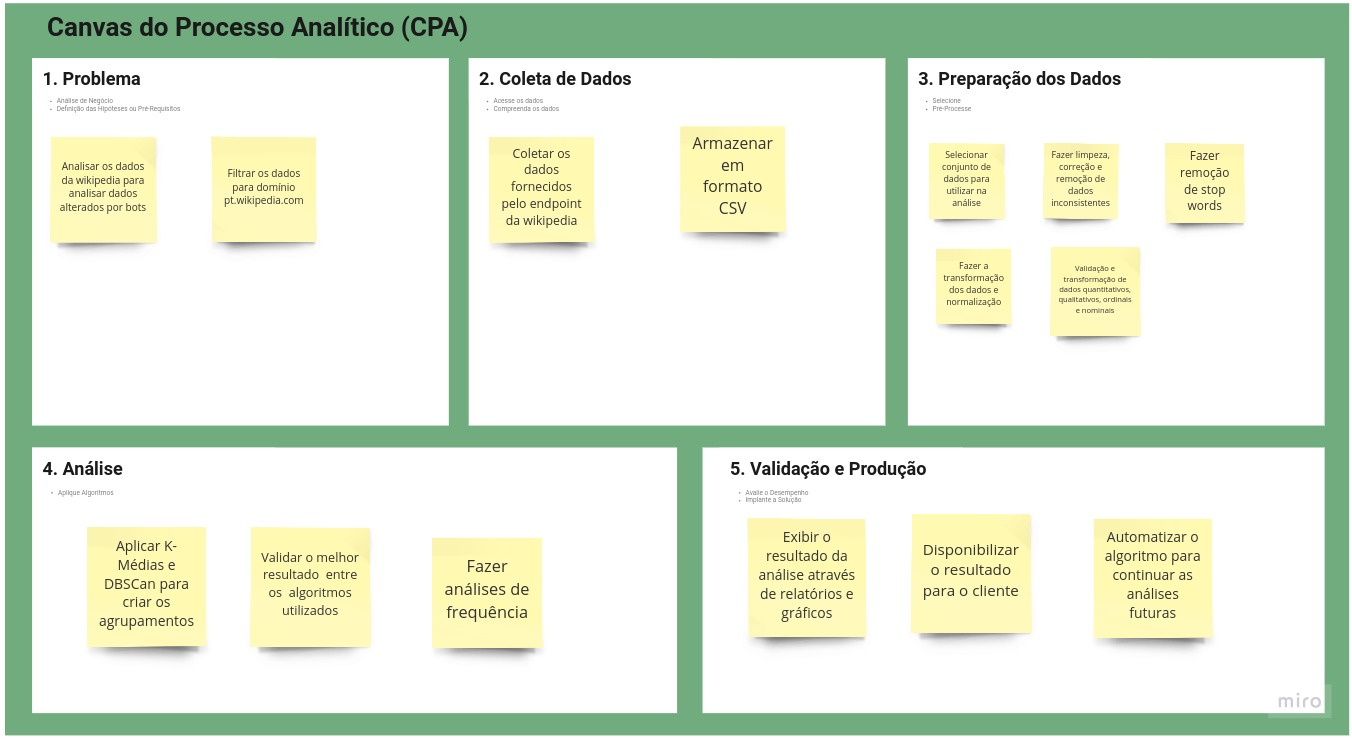 Canvas do Processo Analítico (CPA)
1. Problema
Análise de Negócio
Definição das Hipoteses ou Pré-Requisitos
Analisar os dados
da wikipedia para
analisar dados
alterados por bots
Filtrar os dados
para domínio
pt.wikipedia.com
2. Coleta de Dados
Acesse os dados
Compreenda os dados
Coletar os
dados
fornecidos
pelo endpoint
da wikipedia
Armazenar
em
formato
CSV
3. Preparação dos Dados
Selecione
Pré-Processe
Selecionar
conjunto de
dados para
utilizar na
análise
Fazer limpeza,
correção e
remoção de
dados
inconsistentes
Fazer
remoção
de stop
words
Fazer a
transformação
dos dados e
normalização
Validação e
transformação de
dados quantitativos,
qualitativos, ordinais
e nominais
4. Análise
Aplique Algoritmos
Aplicar K-
Médias e
DBSCan para
criar os
agrupamentos
Validar o melhor
resultado entre
os algoritmos
utilizados
Fazer
análises de
frequência
5. Validação e Produção
Avalie o Desempenho
Implante a Solução
Exibir o
resultado da
análise através
de relatórios e
gráficos
Disponibilizar
o resultado
para o cliente
Automatizar o
algoritmo para
continuar as
análises
futuras
miro